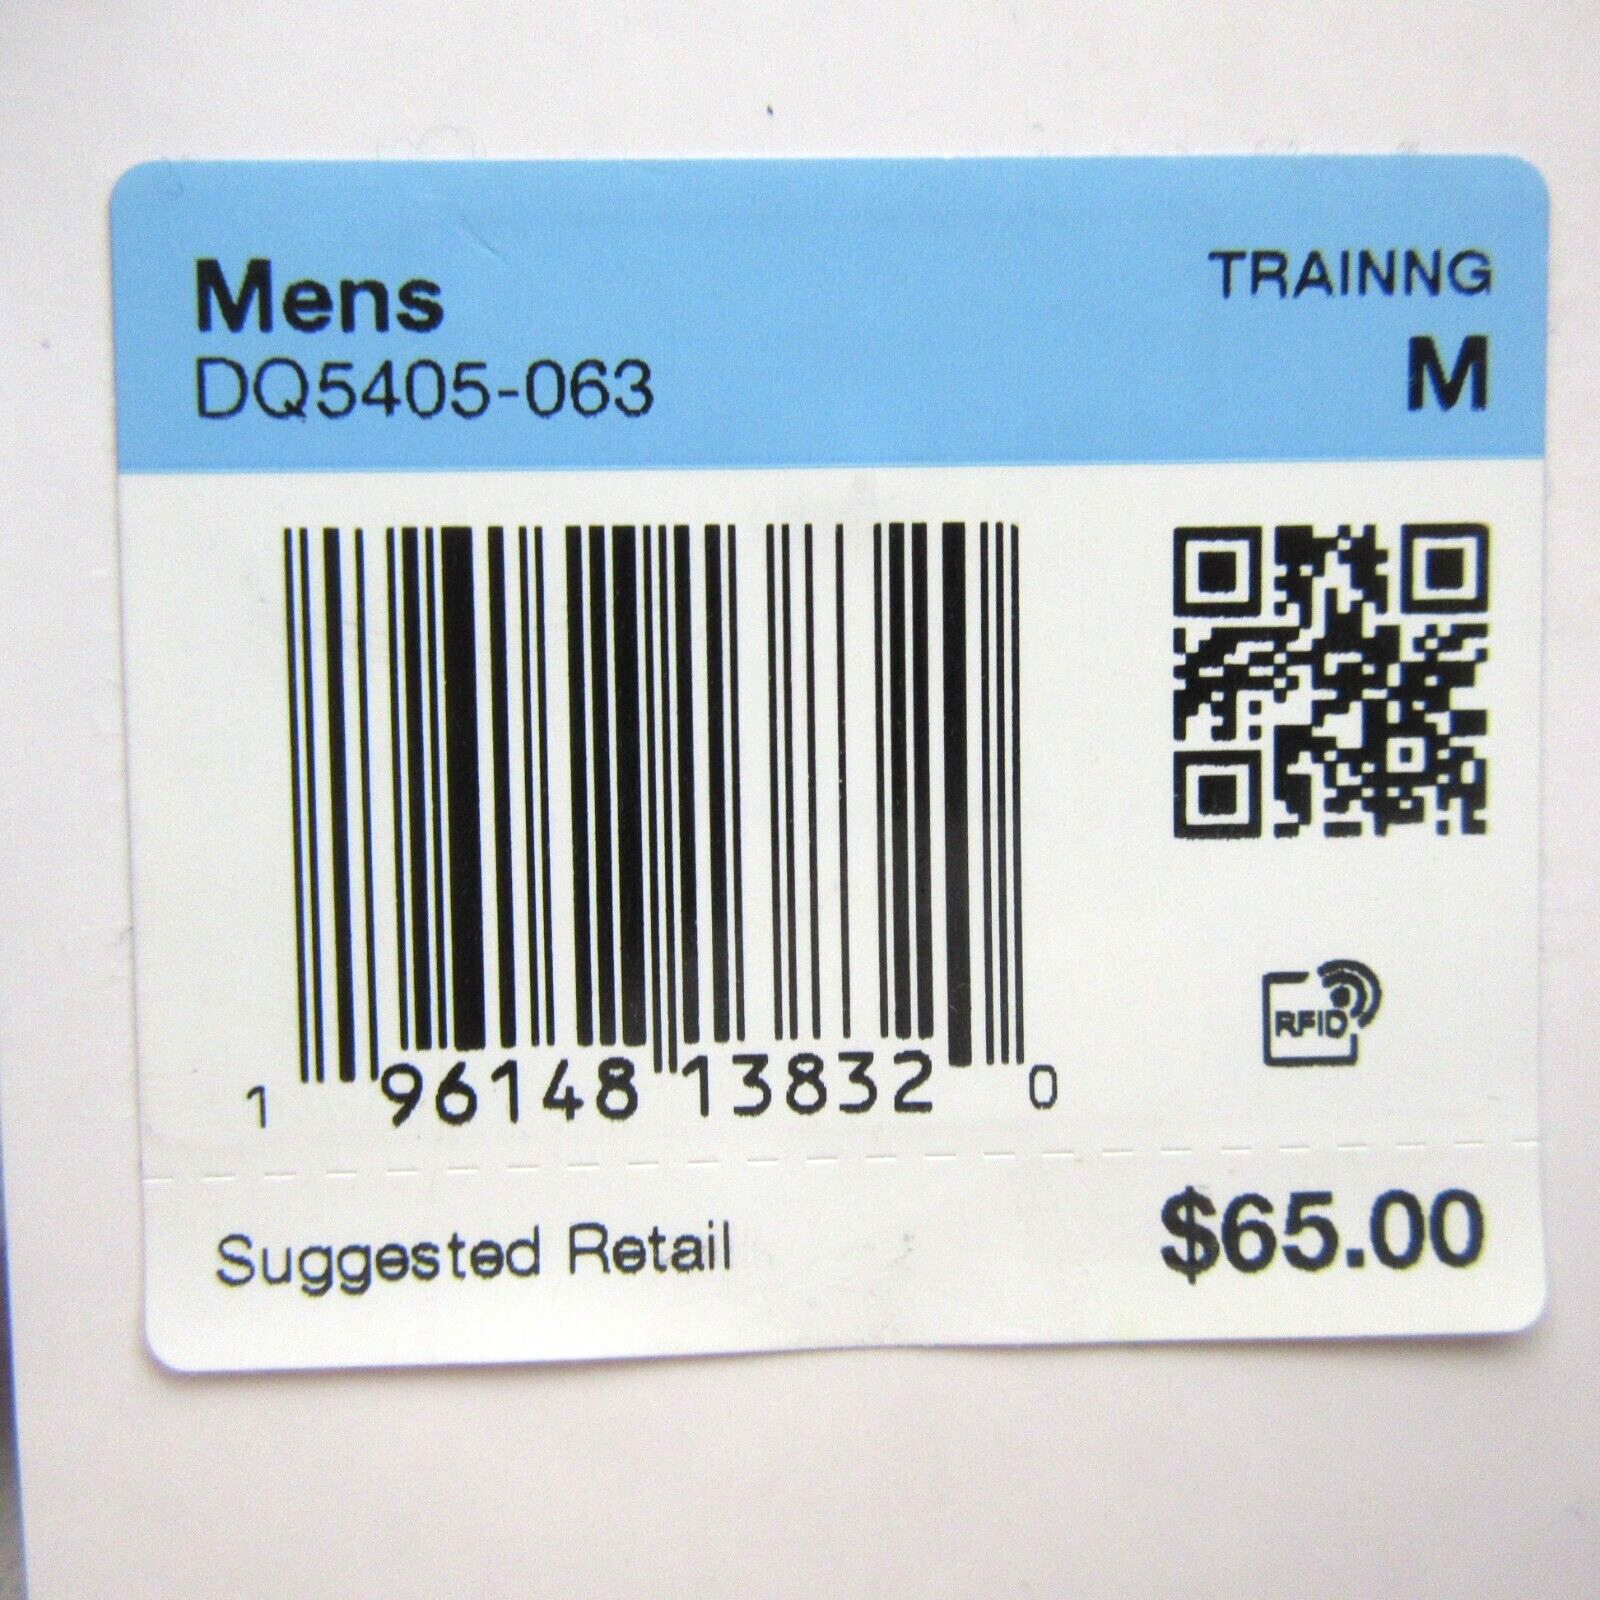 Mens
TRAINNG
DQ5405-063
M
1 96148 13832 0
RFID
Suggested Retail
$65.00